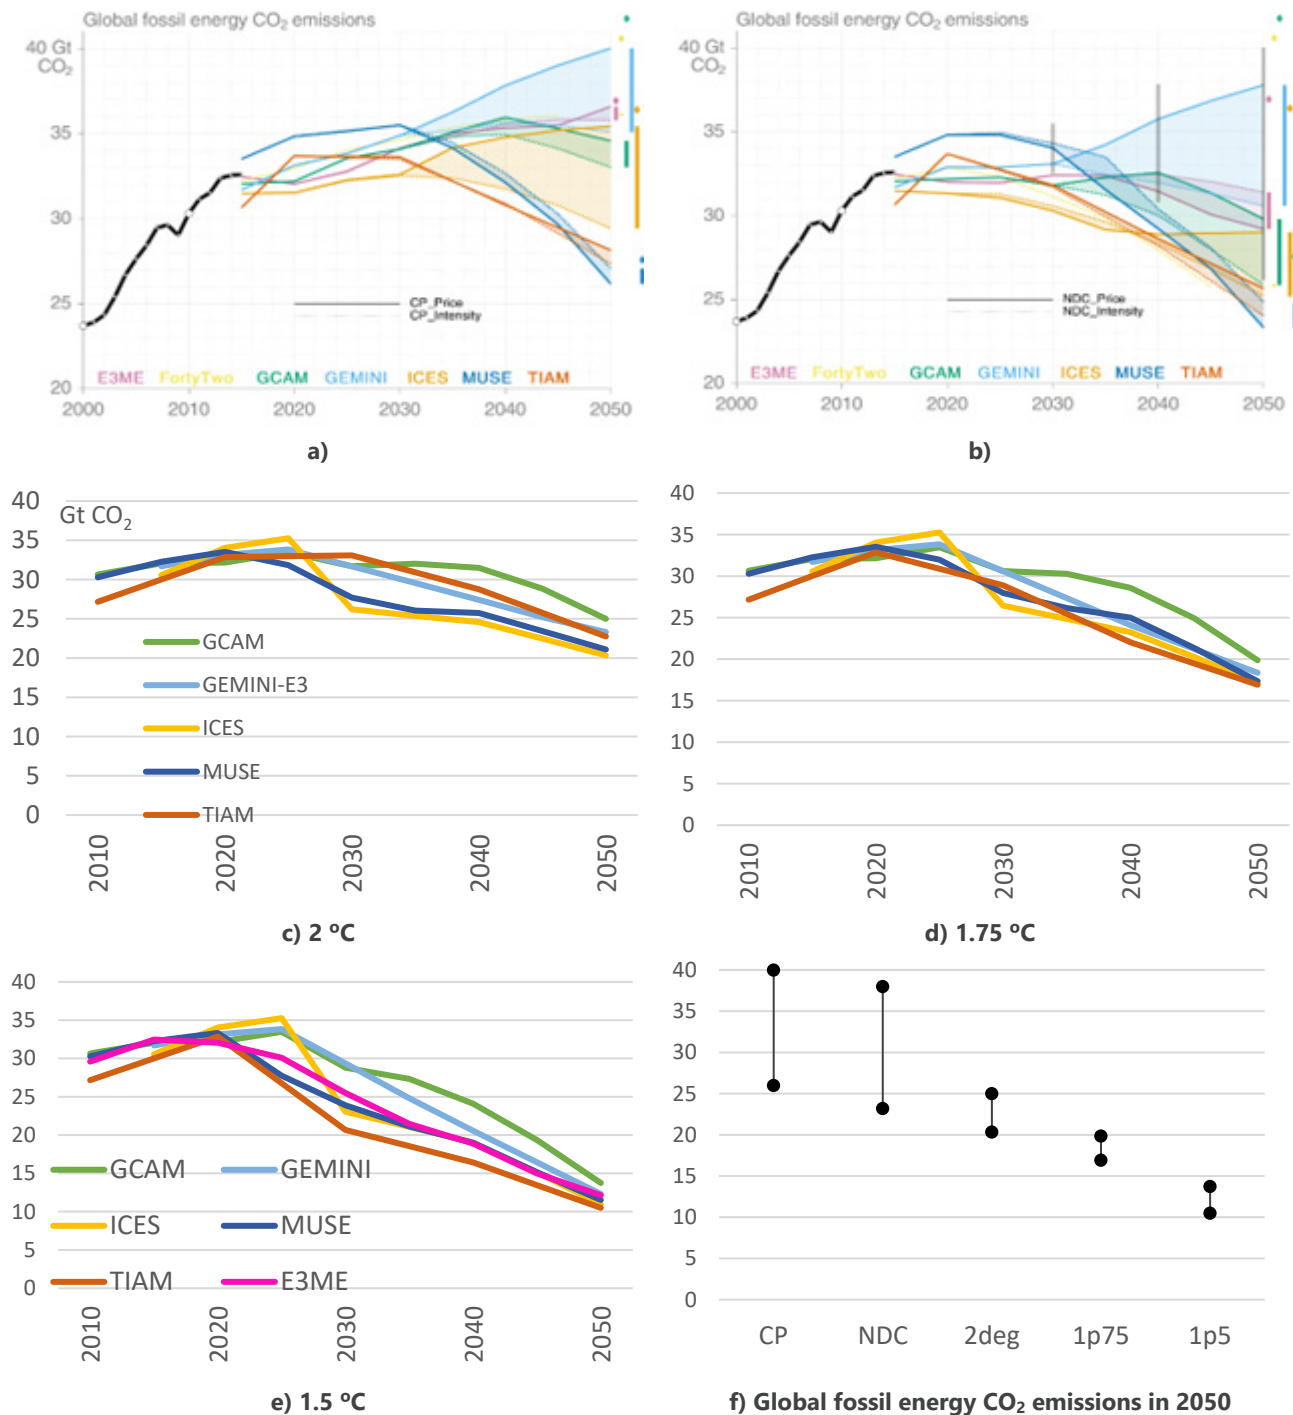 Global fossil energy CO₂ emissions
40 Gt
CO₂
35
30
25
20
CP_Price
CP_Intensity
E3ME FortyTwo GCAM GEMINI ICES MUSE TIAM
2000 2010 2020 2030 2040 2050
a)
Global fossil energy CO₂ emissions
40 Gt
CO₂
35
30
25
20
NDC_Price
NDC_Intensity
E3ME FortyTwo GCAM GEMINI ICES MUSE TIAM
2000 2010 2020 2030 2040 2050
b)
Gt CO₂
40
35
30
25
20
15
10
5
0
GCAM
GEMINI-E3
ICES
MUSE
TIAM
2010 2020 2030 2040 2050
c) 2 ºC
40
35
30
25
20
15
10
5
0
2010 2020 2030 2040 2050
d) 1.75 ºC
40
35
30
25
20
15
10
5
0
GCAM GEMINI
ICES MUSE
TIAM E3ME
2010 2020 2030 2040 2050
e) 1.5 ºC
40
35
30
25
20
15
10
5
0
CP NDC 2deg 1p75 1p5
f) Global fossil energy CO₂ emissions in 2050